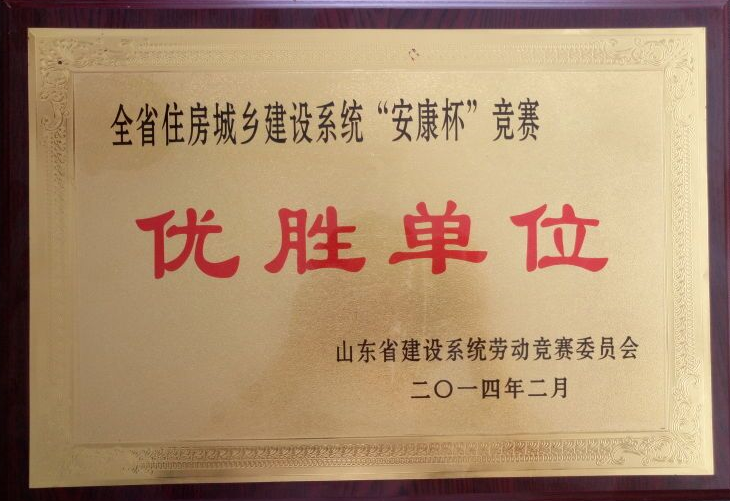 全省住房城乡建设系统“安康杯”竞赛
优胜单位
山东省建设系统劳动竞赛委员会
二〇一四年二月